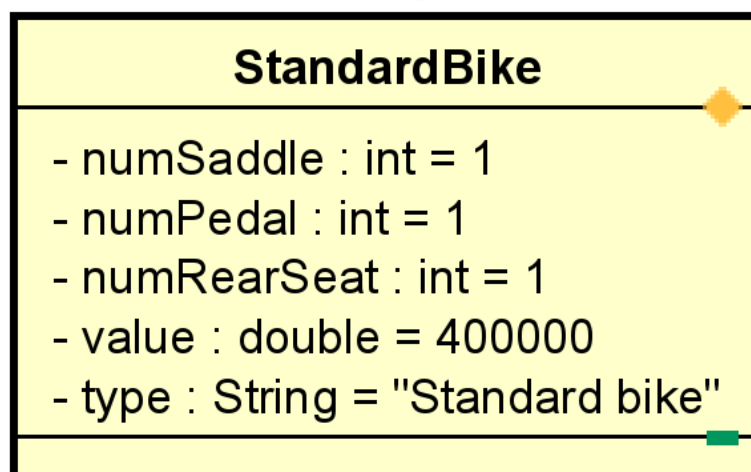 StandardBike
- numSaddle : int = 1
- numPedal : int = 1
- numRearSeat : int = 1
- value : double = 400000
- type : String = "Standard bike"